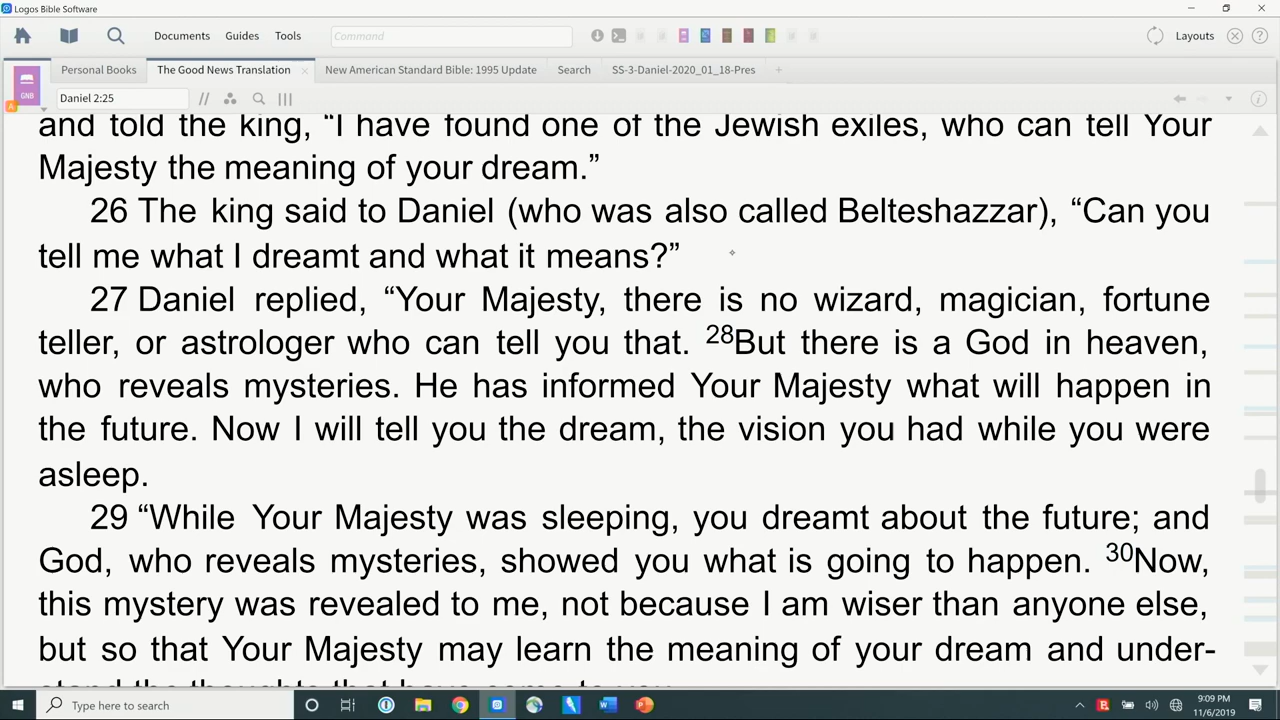 Logos Bible Software
Documents Guides Tools Command Layouts
GNB
A
Personal Books The Good News Translation New American Standard Bible: 1995 Update Search SS-3-Daniel-2020_01_18-Pres
Daniel 2:25
and told the king, “I have found one of the Jewish exiles, who can tell Your
Majesty the meaning of your dream.”
26 The king said to Daniel (who was also called Belteshazzar), “Can you
tell me what I dreamt and what it means?”
27 Daniel replied, “Your Majesty, there is no wizard, magician, fortune
teller, or astrologer who can tell you that. 28But there is a God in heaven,
who reveals mysteries. He has informed Your Majesty what will happen in
the future. Now I will tell you the dream, the vision you had while you were
asleep.
29 “While Your Majesty was sleeping, you dreamt about the future; and
God, who reveals mysteries, showed you what is going to happen. 30Now,
this mystery was revealed to me, not because I am wiser than anyone else,
but so that Your Majesty may learn the meaning of your dream and under-
stand the thoughts that have come to you.
Type here to search
9:09 PM
11/6/2019